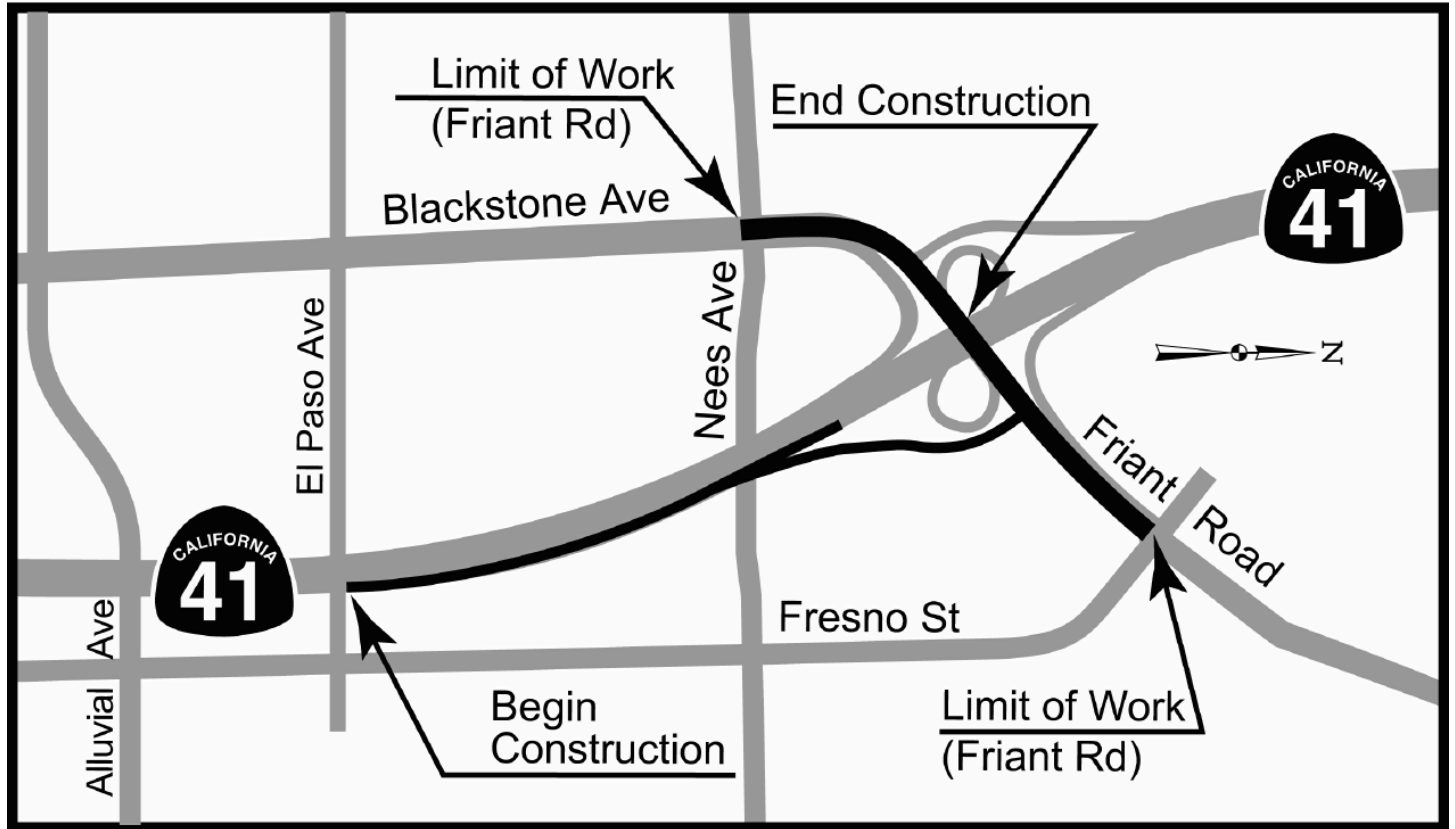 Limit of Work
(Friant Rd)
End Construction
CALIFORNIA
41
Blackstone Ave
El Paso Ave
Nees Ave
N
Friant
Road
CALIFORNIA
41
Alluvial Ave
Fresno St
Begin
Construction
Limit of Work
(Friant Rd)